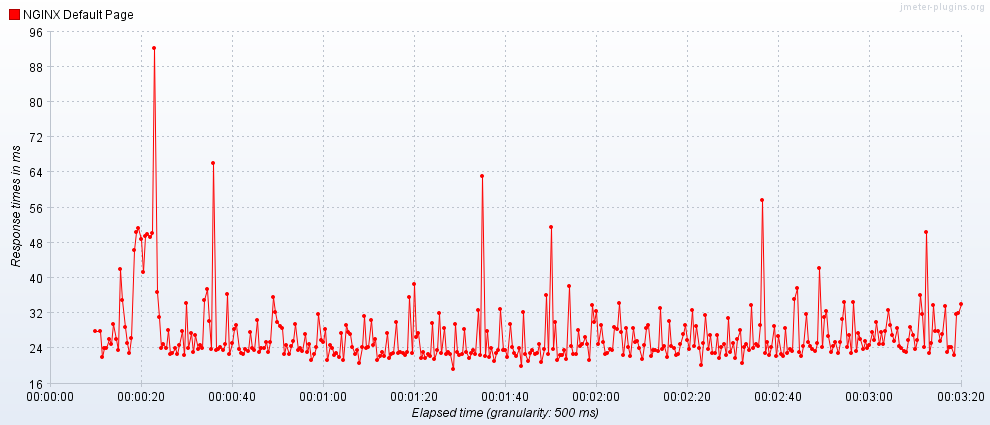 NGINX Default Page
jmeter-plugins.org
96
88
80
72
64
56
48
40
32
24
16
Response times in ms
00:00:00 00:00:20 00:00:40 00:01:00 00:01:20 00:01:40 00:02:00 00:02:20 00:02:40 00:03:00 00:03:20
Elapsed time (granularity: 500 ms)